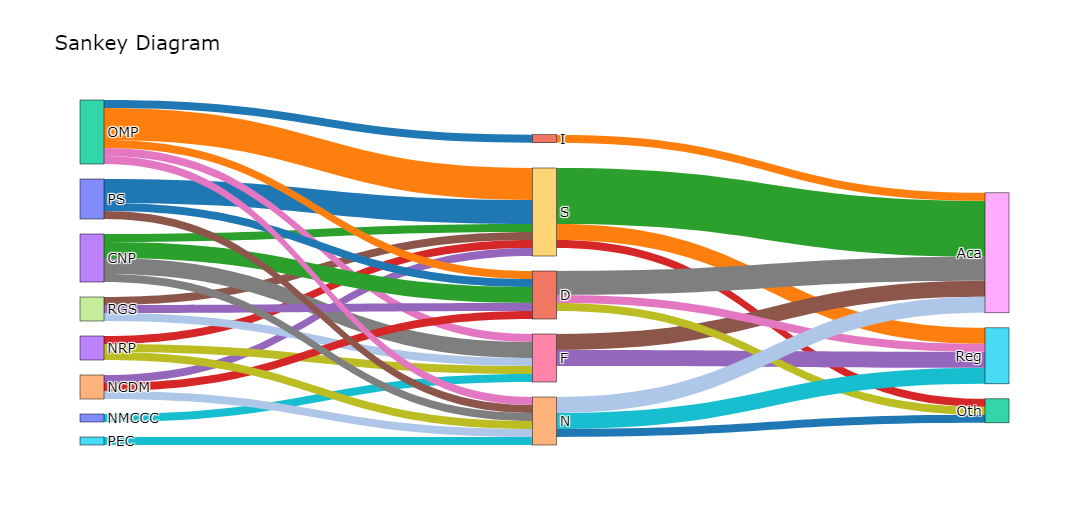 Sankey Diagram
OMP
PS
CNP
RGS
NRP
NCDM
NMCCC
PEC
I
S
D
F
N
Aca
Reg
Oth